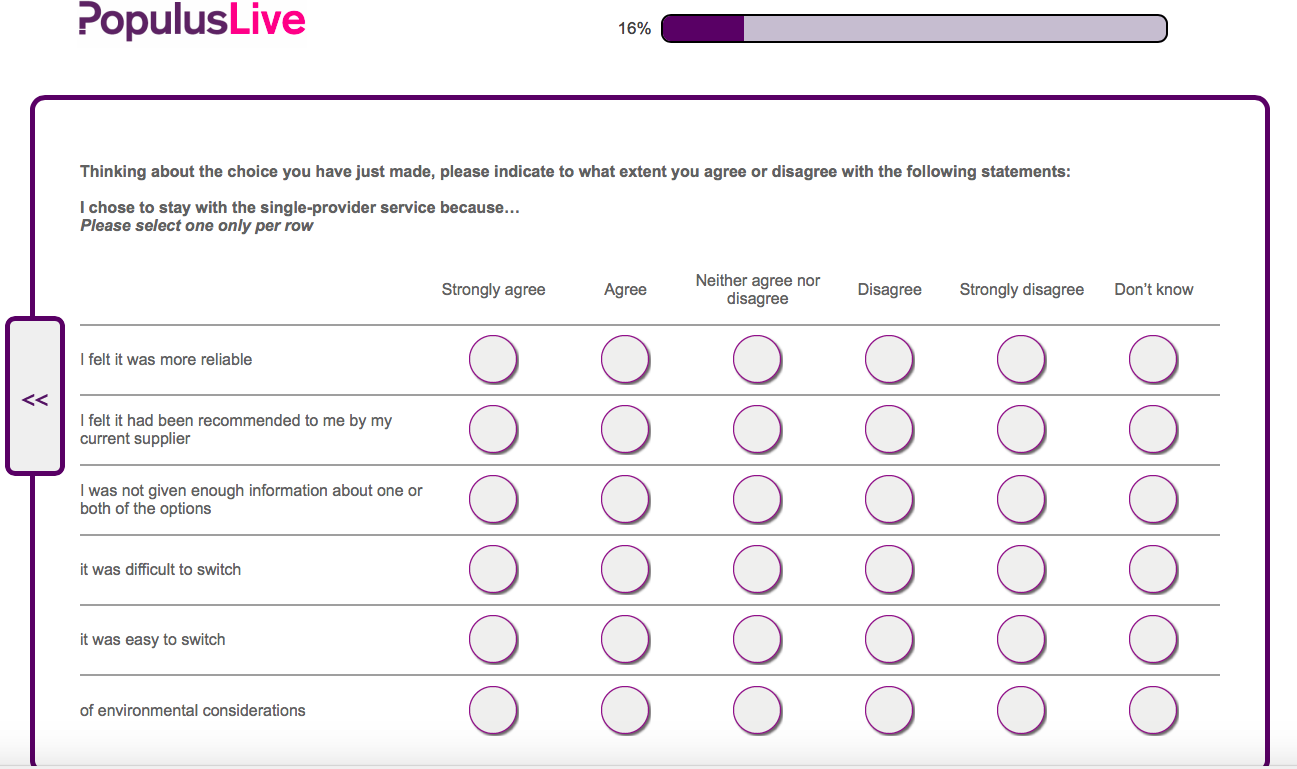 PopulusLive
16%
Thinking about the choice you have just made, please indicate to what extent you agree or disagree with the following statements:
I chose to stay with the single-provider service because…
Please select one only per row
Strongly agree
Agree
Neither agree nor
disagree
Disagree
Strongly disagree
Don't know
<<
I felt it was more reliable
I felt it had been recommended to me by my
current supplier
I was not given enough information about one or
both of the options
it was difficult to switch
it was easy to switch
of environmental considerations